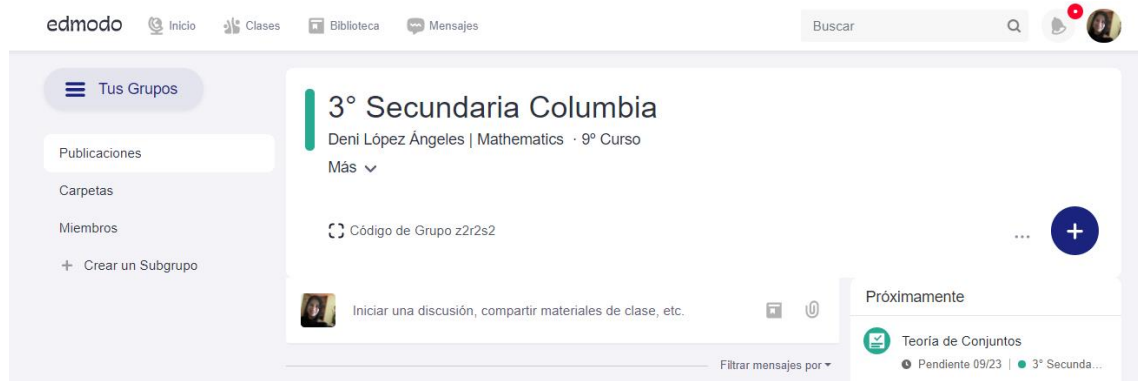 edmodo Inicio Clases Biblioteca Mensajes Buscar
Tus Grupos
Publicaciones
Carpetas
Miembros
+ Crear un Subgrupo
3° Secundaria Columbia
Deni López Ángeles | Mathematics · 9º Curso
Más
Código de Grupo z2r2s2
...
+
Iniciar una discusión, compartir materiales de clase, etc.
Filtrar mensajes por
Próximamente
Teoría de Conjuntos
Pendiente 09/23 | 3° Secunda...